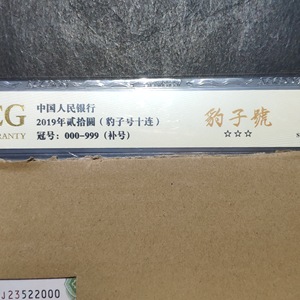 EG
RANTY
中国人民银行
2019年贰拾圆（豹子号十连）
冠号：000-999（补号）
豹子號
☆☆☆
J23522000